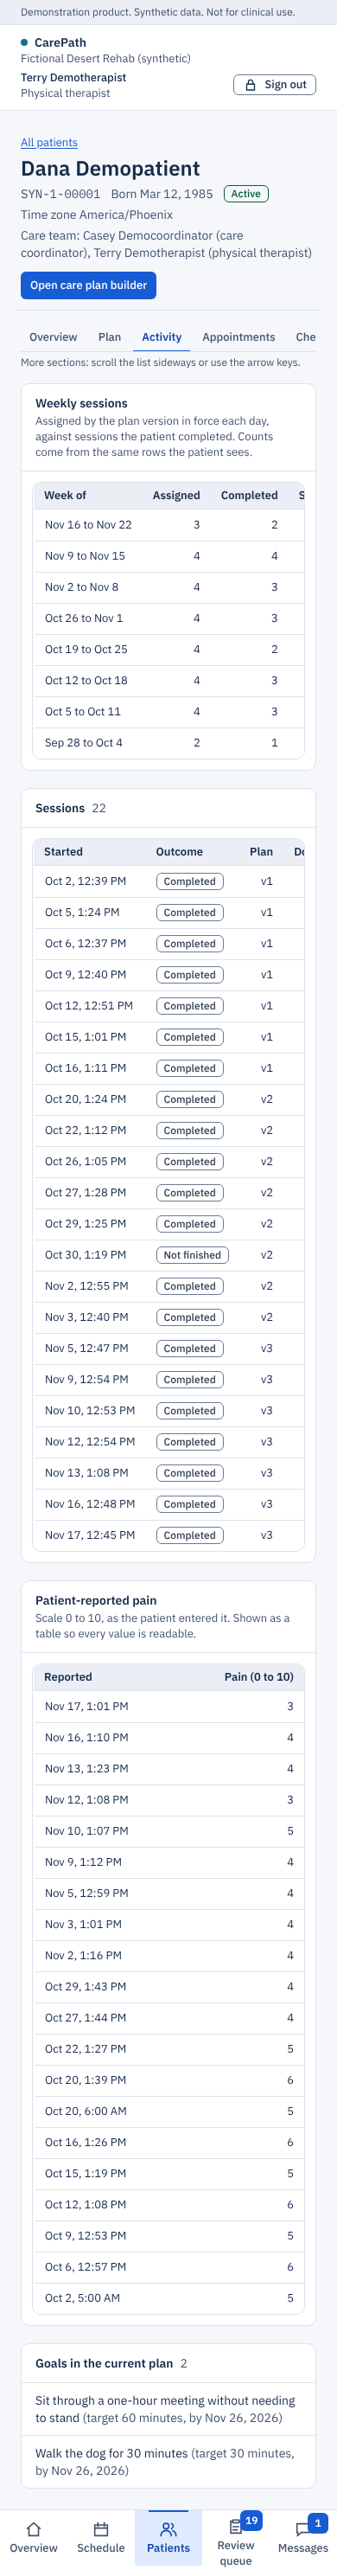 Demonstration product. Synthetic data. Not for clinical use.
CarePath
Fictional Desert Rehab (synthetic)
Terry Demotherapist
Physical therapist
Sign out
All patients
Dana Demopatient
SYN-1-00001 Born Mar 12, 1985 Active
Time zone America/Phoenix
Care team: Casey Democoordinator (care
coordinator), Terry Demotherapist (physical therapist)
Open care plan builder
Overview Plan Activity Appointments Che
More sections: scroll the list sideways or use the arrow keys.
Weekly sessions
Assigned by the plan version in force each day,
against sessions the patient completed. Counts
come from the same rows the patient sees.
Week of Assigned Completed S
Nov 16 to Nov 22 3 2
Nov 9 to Nov 15 4 4
Nov 2 to Nov 8 4 3
Oct 26 to Nov 1 4 3
Oct 19 to Oct 25 4 2
Oct 12 to Oct 18 4 3
Oct 5 to Oct 11 4 3
Sep 28 to Oct 4 2 1
Sessions 22
Started Outcome Plan Do
Oct 2, 12:39 PM Completed v1
Oct 5, 1:24 PM Completed v1
Oct 6, 12:37 PM Completed v1
Oct 9, 12:40 PM Completed v1
Oct 12, 12:51 PM Completed v1
Oct 15, 1:01 PM Completed v1
Oct 16, 1:11 PM Completed v1
Oct 20, 1:24 PM Completed v2
Oct 22, 1:12 PM Completed v2
Oct 26, 1:05 PM Completed v2
Oct 27, 1:28 PM Completed v2
Oct 29, 1:25 PM Completed v2
Oct 30, 1:19 PM Not finished v2
Nov 2, 12:55 PM Completed v2
Nov 3, 12:40 PM Completed v2
Nov 5, 12:47 PM Completed v3
Nov 9, 12:54 PM Completed v3
Nov 10, 12:53 PM Completed v3
Nov 12, 12:54 PM Completed v3
Nov 13, 1:08 PM Completed v3
Nov 16, 12:48 PM Completed v3
Nov 17, 12:45 PM Completed v3
Patient-reported pain
Scale 0 to 10, as the patient entered it. Shown as a
table so every value is readable.
Reported Pain (0 to 10)
Nov 17, 1:01 PM 3
Nov 16, 1:10 PM 4
Nov 13, 1:23 PM 4
Nov 12, 1:08 PM 3
Nov 10, 1:07 PM 5
Nov 9, 1:12 PM 4
Nov 5, 12:59 PM 4
Nov 3, 1:01 PM 4
Nov 2, 1:16 PM 4
Oct 29, 1:43 PM 4
Oct 27, 1:44 PM 4
Oct 22, 1:27 PM 5
Oct 20, 1:39 PM 6
Oct 20, 6:00 AM 5
Oct 16, 1:26 PM 6
Oct 15, 1:19 PM 5
Oct 12, 1:08 PM 6
Oct 9, 12:53 PM 5
Oct 6, 12:57 PM 6
Oct 2, 5:00 AM 5
Goals in the current plan 2
Sit through a one-hour meeting without needing
to stand (target 60 minutes, by Nov 26, 2026)
Walk the dog for 30 minutes (target 30 minutes,
by Nov 26, 2026)
19 1
Overview Schedule Patients Review Messages
queue